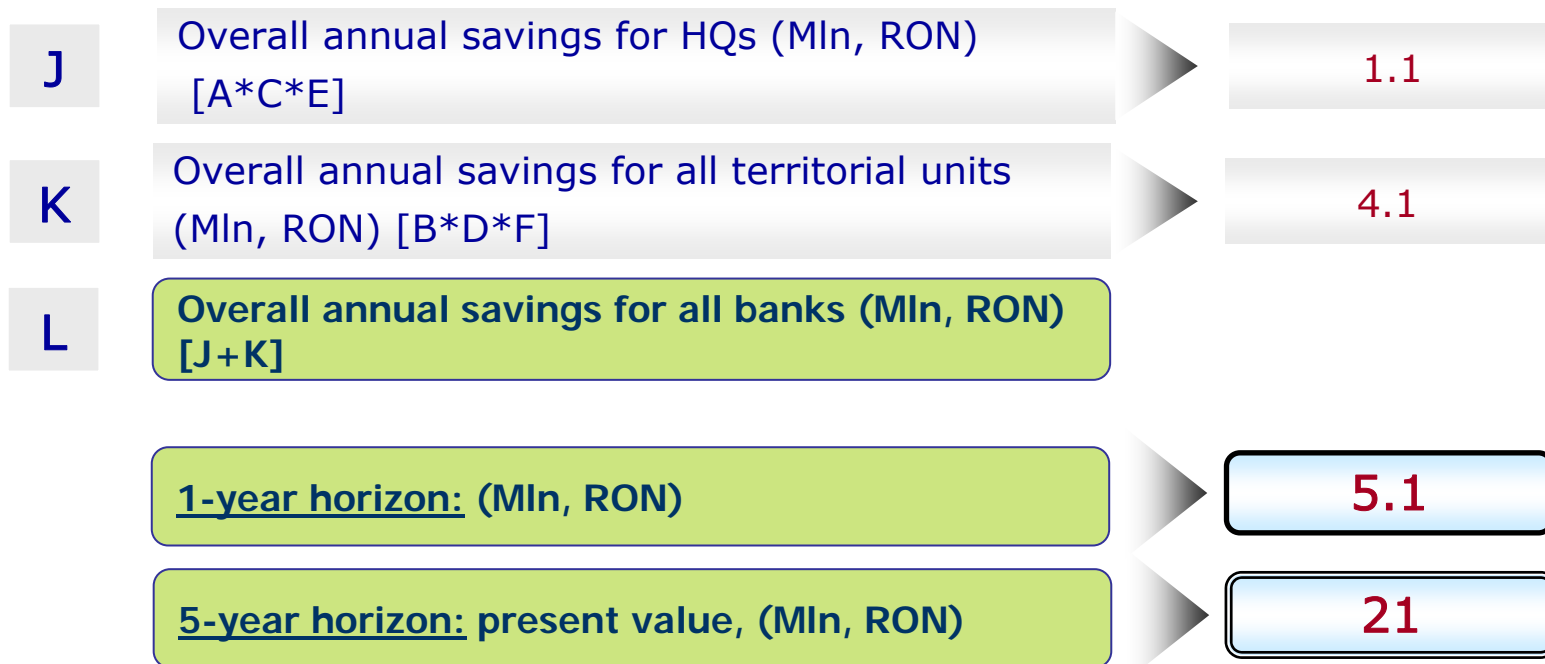 J
Overall annual savings for HQs (Mln, RON)
[A*C*E]
1.1
K
Overall annual savings for all territorial units
(Mln, RON) [B*D*F]
4.1
L
Overall annual savings for all banks (Mln, RON)
[J+K]
1-year horizon: (Mln, RON)
5.1
5-year horizon: present value, (Mln, RON)
21